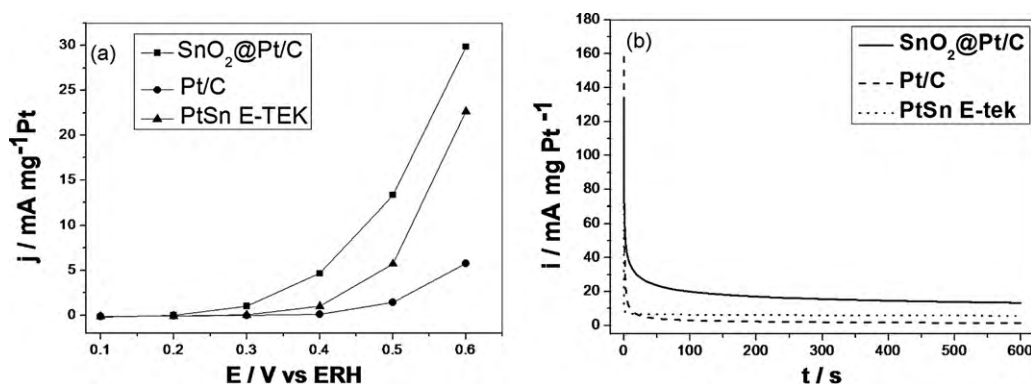 (a)
SnO₂@Pt/C
Pt/C
PtSn E-TEK
30
25
20
15
10
5
0
j / mA mg⁻¹Pt
0.1 0.2 0.3 0.4 0.5 0.6
E / V vs ERH
(b)
SnO₂@Pt/C
Pt/C
PtSn E-tek
180
160
140
120
100
80
60
40
20
0
i / mA mg Pt ⁻¹
0 100 200 300 400 500 600
t / s